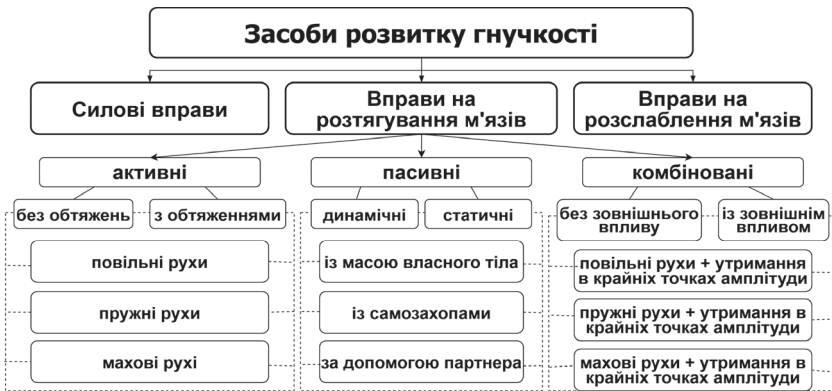 Засоби розвитку гнучкості
Силові вправи
Вправи на
розтягування м'язів
Вправи на
розслаблення м'язів
активні
пасивні
комбіновані
без обтяжень
з обтяженнями
динамічні
статичні
без зовнішнього
впливу
із зовнішнім
впливом
повільні рухи
пружні рухи
махові рухі
із масою власного тіла
із самозахопами
за допомогою партнера
повільні рухи + утримання
в крайніх точках амплітуди
пружні рухи + утримання в
крайніх точках амплітуди
махові рухи + утримання в
крайніх точках амплітуди